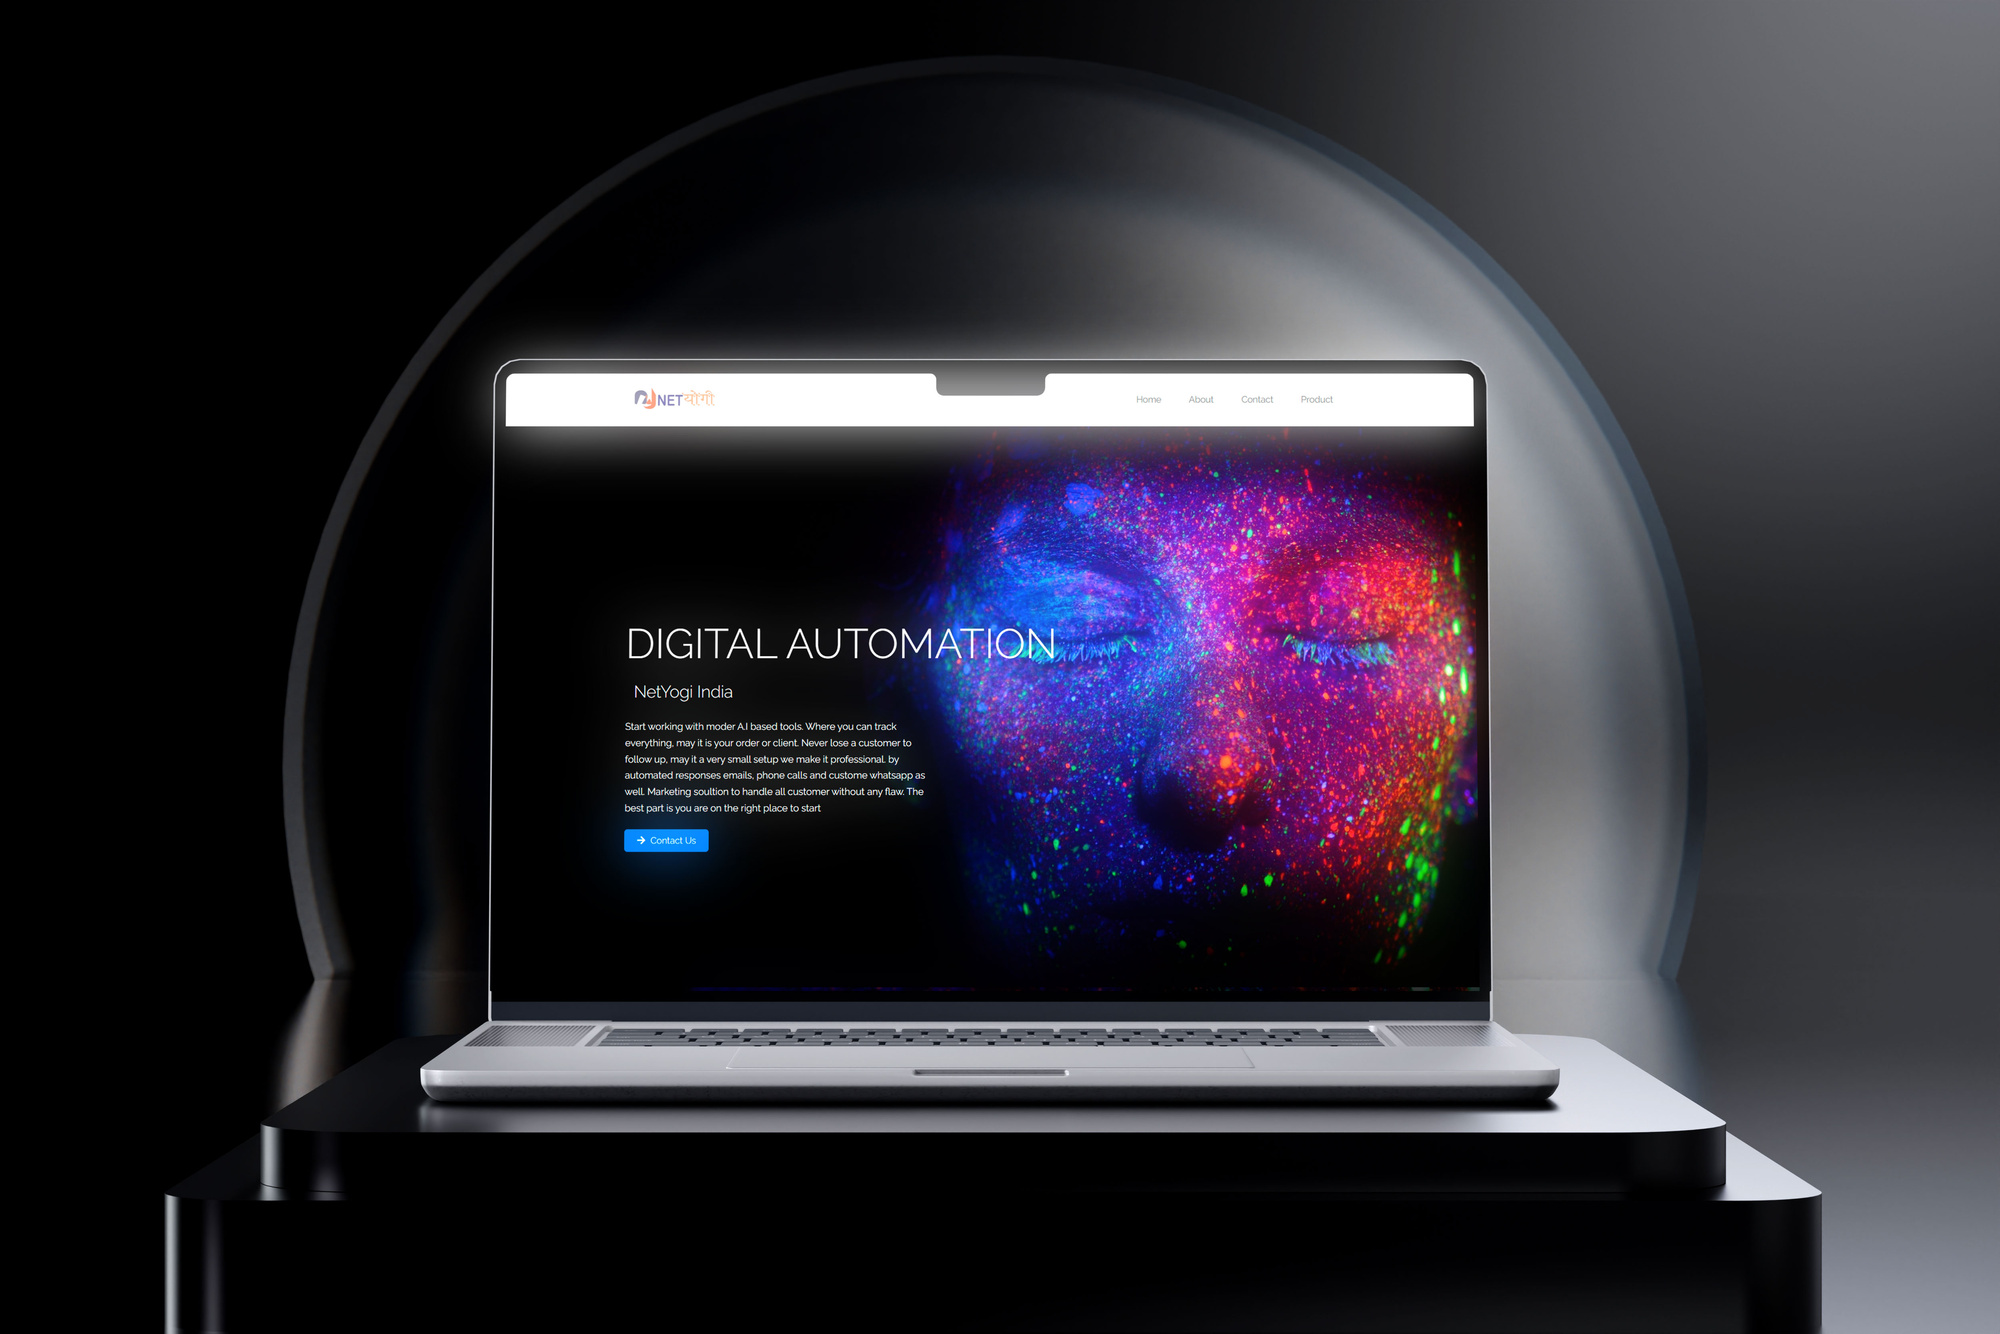 NETयोगी
Home About Contact Product
DIGITAL AUTOMATION
NetYogi India
Start working with moder A.I based tools. Where you can track
everything, may it is your order or client. Never lose a customer to
follow up, may it a very small setup we make it professional. by
automated responses emails, phone calls and custome whatsapp as
well. Marketing soultion to handle all customer without any flaw. The
best part is you are on the right place to start
Contact Us